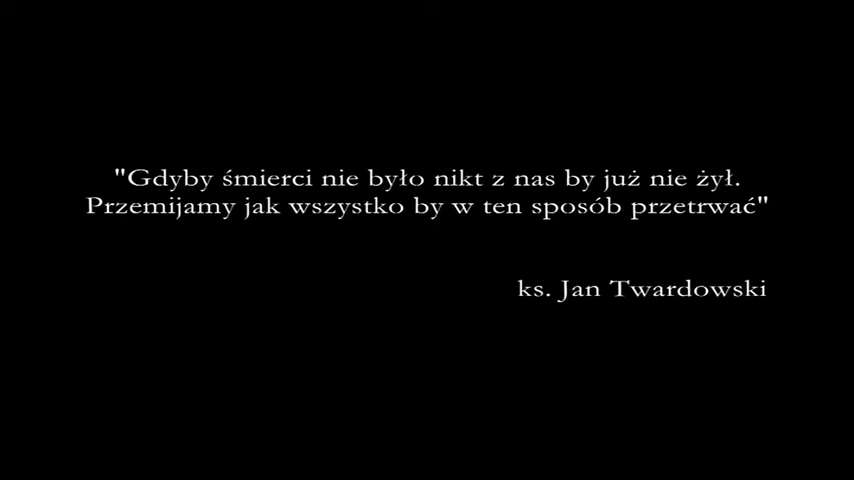 "Gdyby śmierci nie było nikt z nas by już nie żył.
Przemijamy jak wszystko by w ten sposób przetrwać"
ks. Jan Twardowski